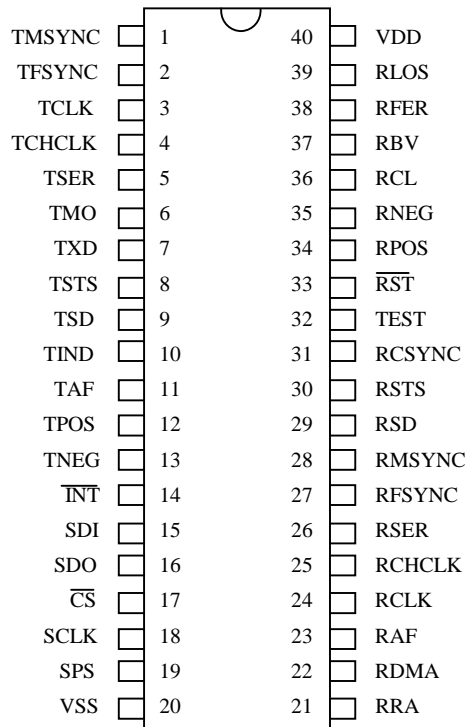 TMSYNC 1 40 VDD
TFSYNC 2 39 RLOS
TCLK 3 38 RFER
TCHCLK 4 37 RBV
TSER 5 36 RCL
TMO 6 35 RNEG
TXD 7 34 RPOS
TSTS 8 33 R̅S̅T̅
TSD 9 32 TEST
TIND 10 31 RCSYNC
TAF 11 30 RSTS
TPOS 12 29 RSD
TNEG 13 28 RMSYNC
I̅N̅T̅ 14 27 RFSYNC
SDI 15 26 RSER
SDO 16 25 RCHCLK
C̅S̅ 17 24 RCLK
SCLK 18 23 RAF
SPS 19 22 RDMA
VSS 20 21 RRA